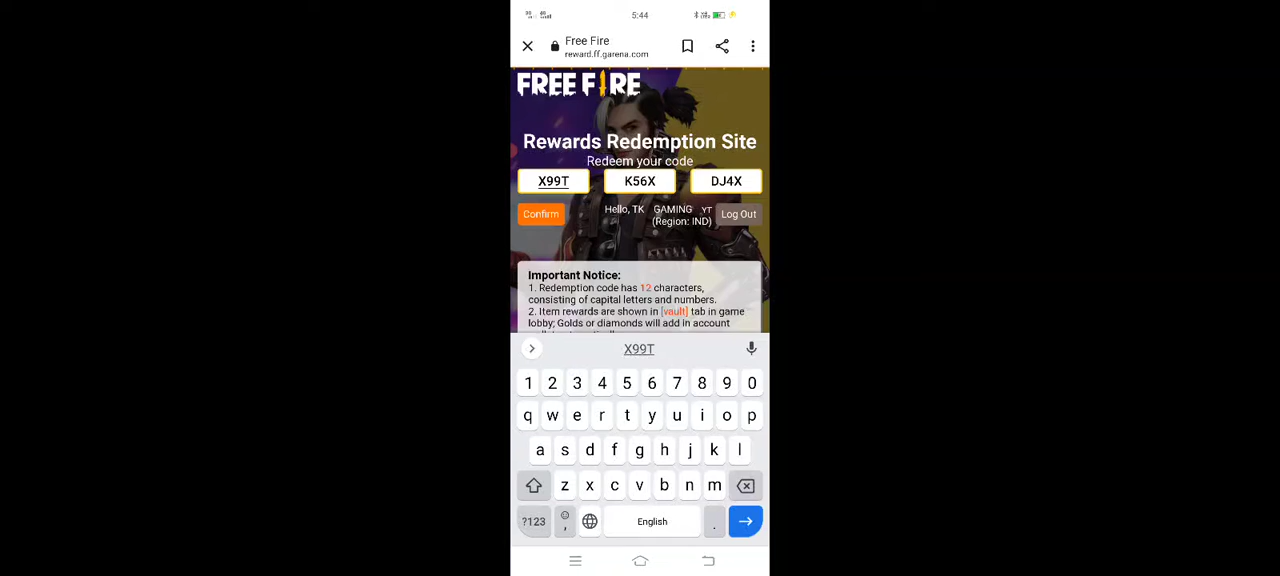 5:44
Free Fire
reward.ff.garena.com
FREE FIRE
Rewards Redemption Site
Redeem your code
X99T K56X DJ4X
Confirm
Hello, TK GAMING YT
(Region: IND)
Log Out
Important Notice:
1. Redemption code has 12 characters,
consisting of capital letters and numbers.
2. Item rewards are shown in [vault] tab in game
lobby; Golds or diamonds will add in account
X99T
1 2 3 4 5 6 7 8 9 0
q w e r t y u i o p
a s d f g h j k l
z x c v b n m
?123 , English .